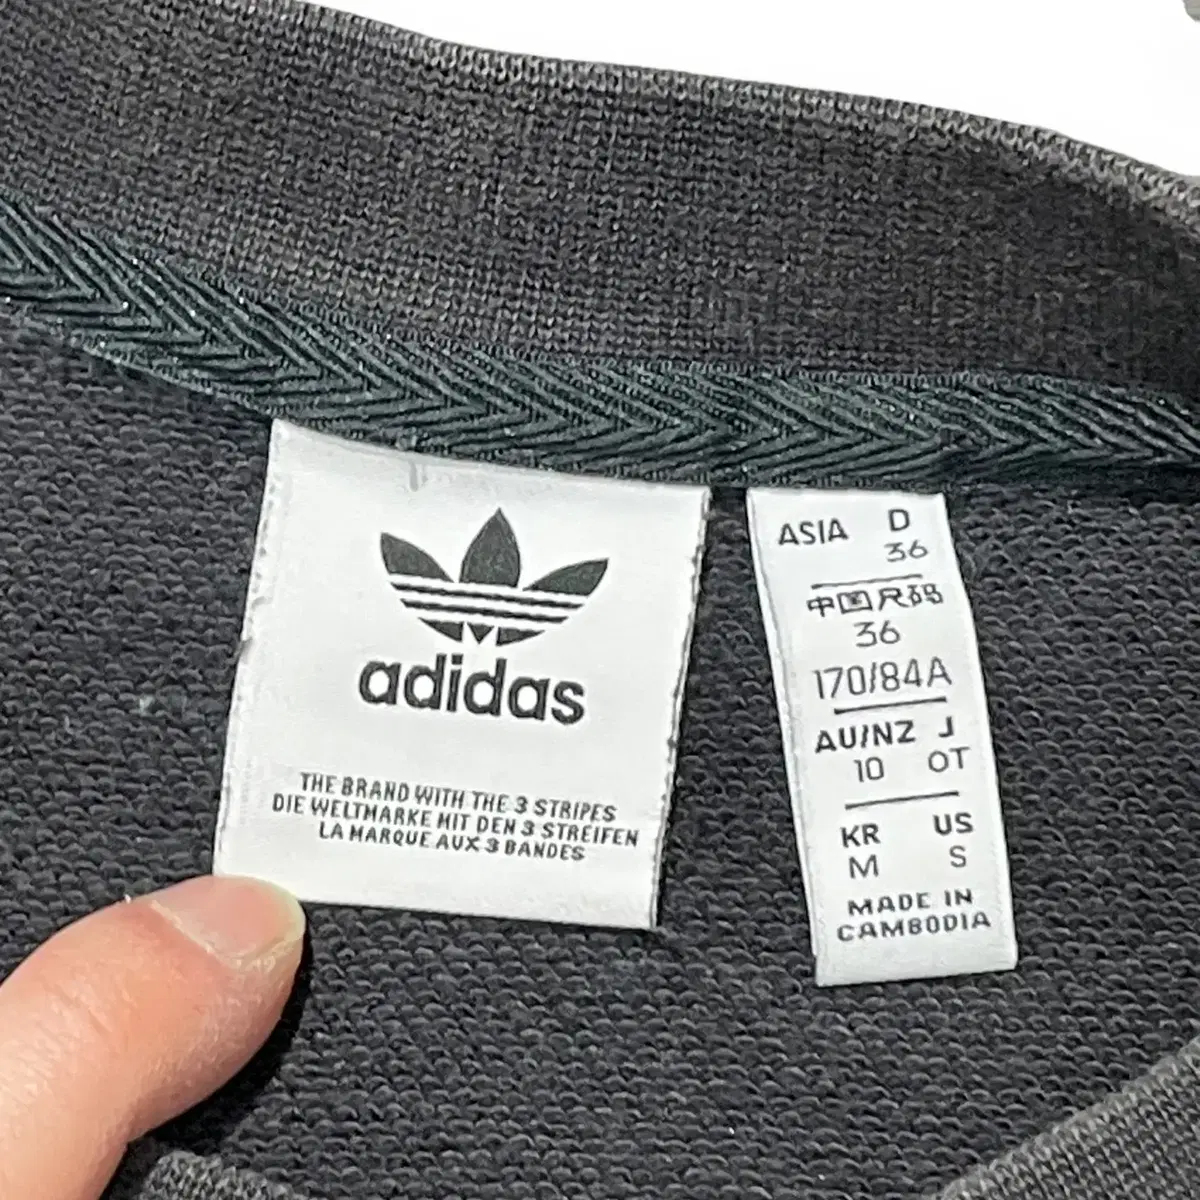 adidas
THE BRAND WITH THE 3 STRIPES
DIE WELTMARKE MIT DEN 3 STREIFEN
LA MARQUE AUX 3 BANDES
ASIA D
36
中国尺码
36
170/84A
AU/NZ J
10 OT
KR US
M S
MADE IN
CAMBODIA